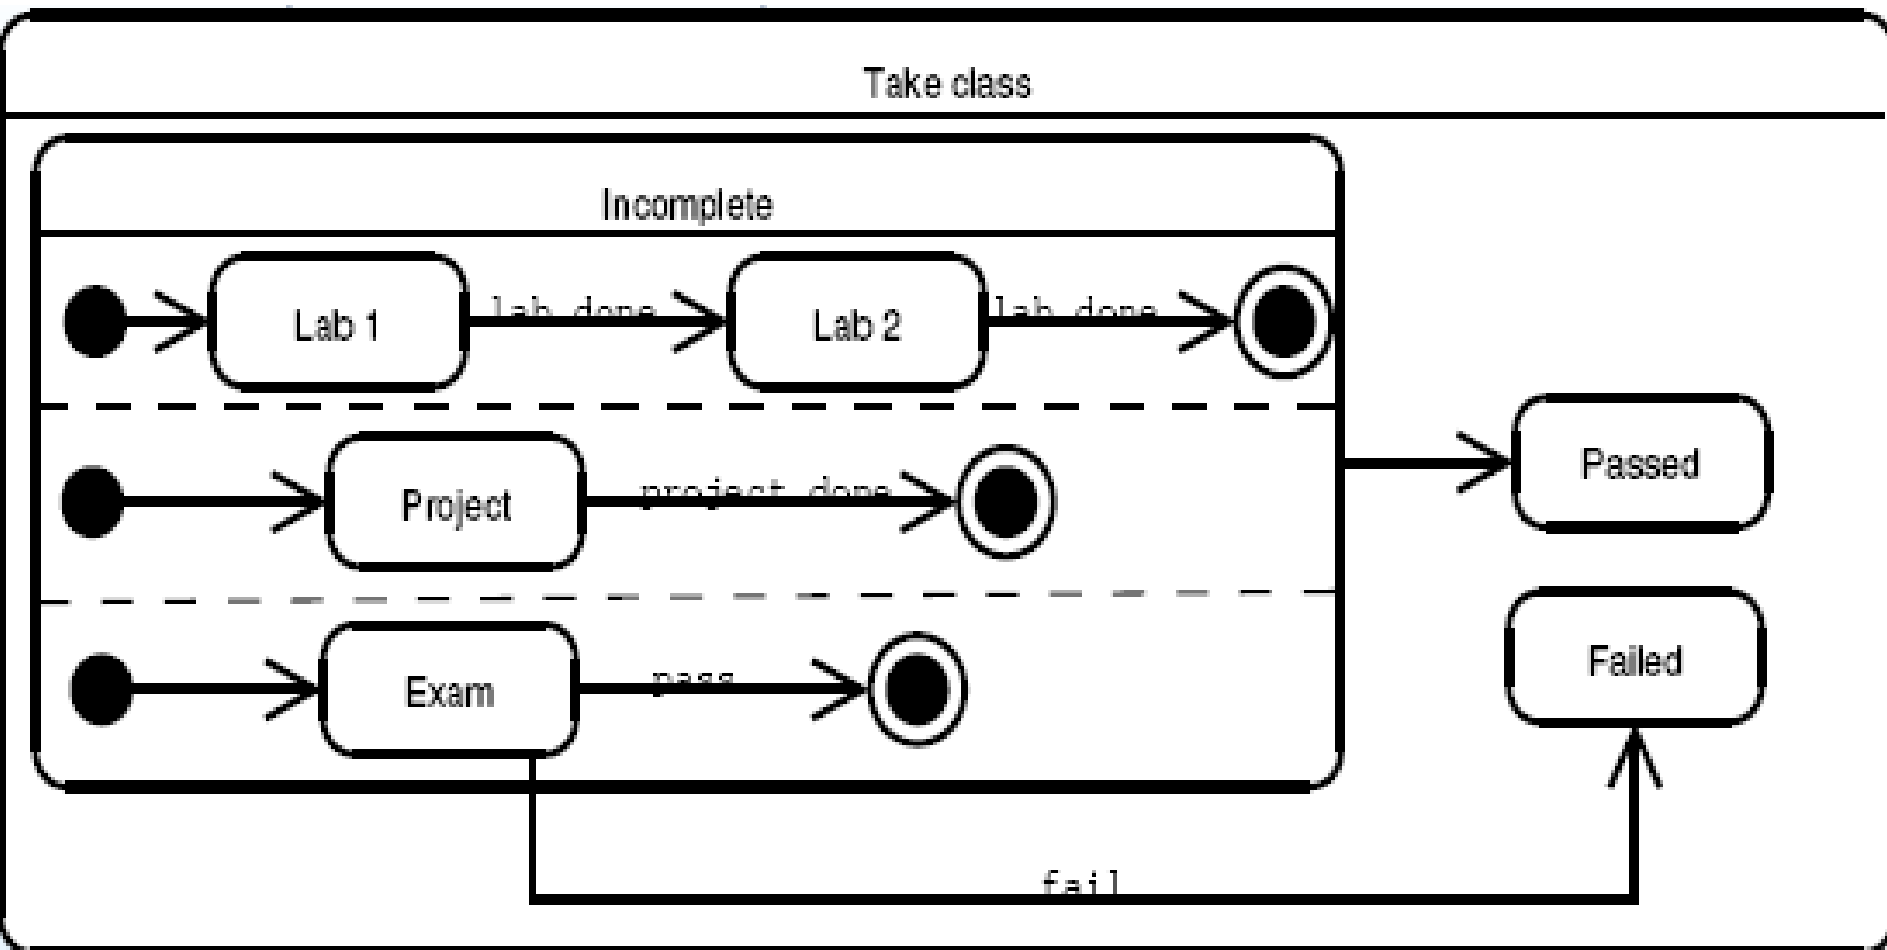 Take class
Incomplete
Lab 1
lab done
Lab 2
lab done
Project
project done
Passed
Exam
pass
Failed
fail